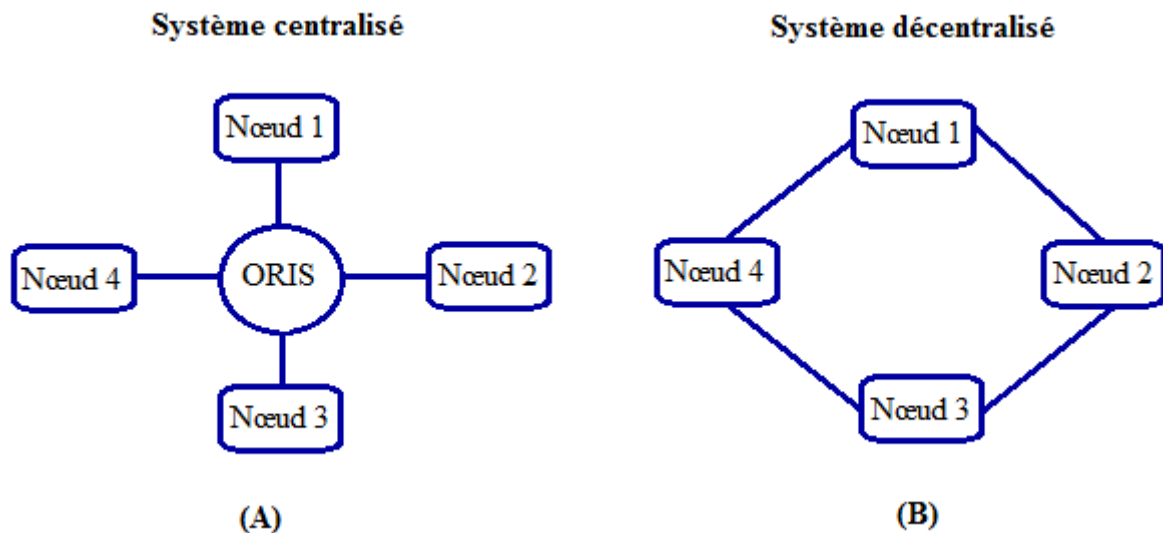 Système centralisé
Nœud 1
Nœud 4
ORIS
Nœud 2
Nœud 3
(A)
Système décentralisé
Nœud 1
Nœud 4
Nœud 2
Nœud 3
(B)